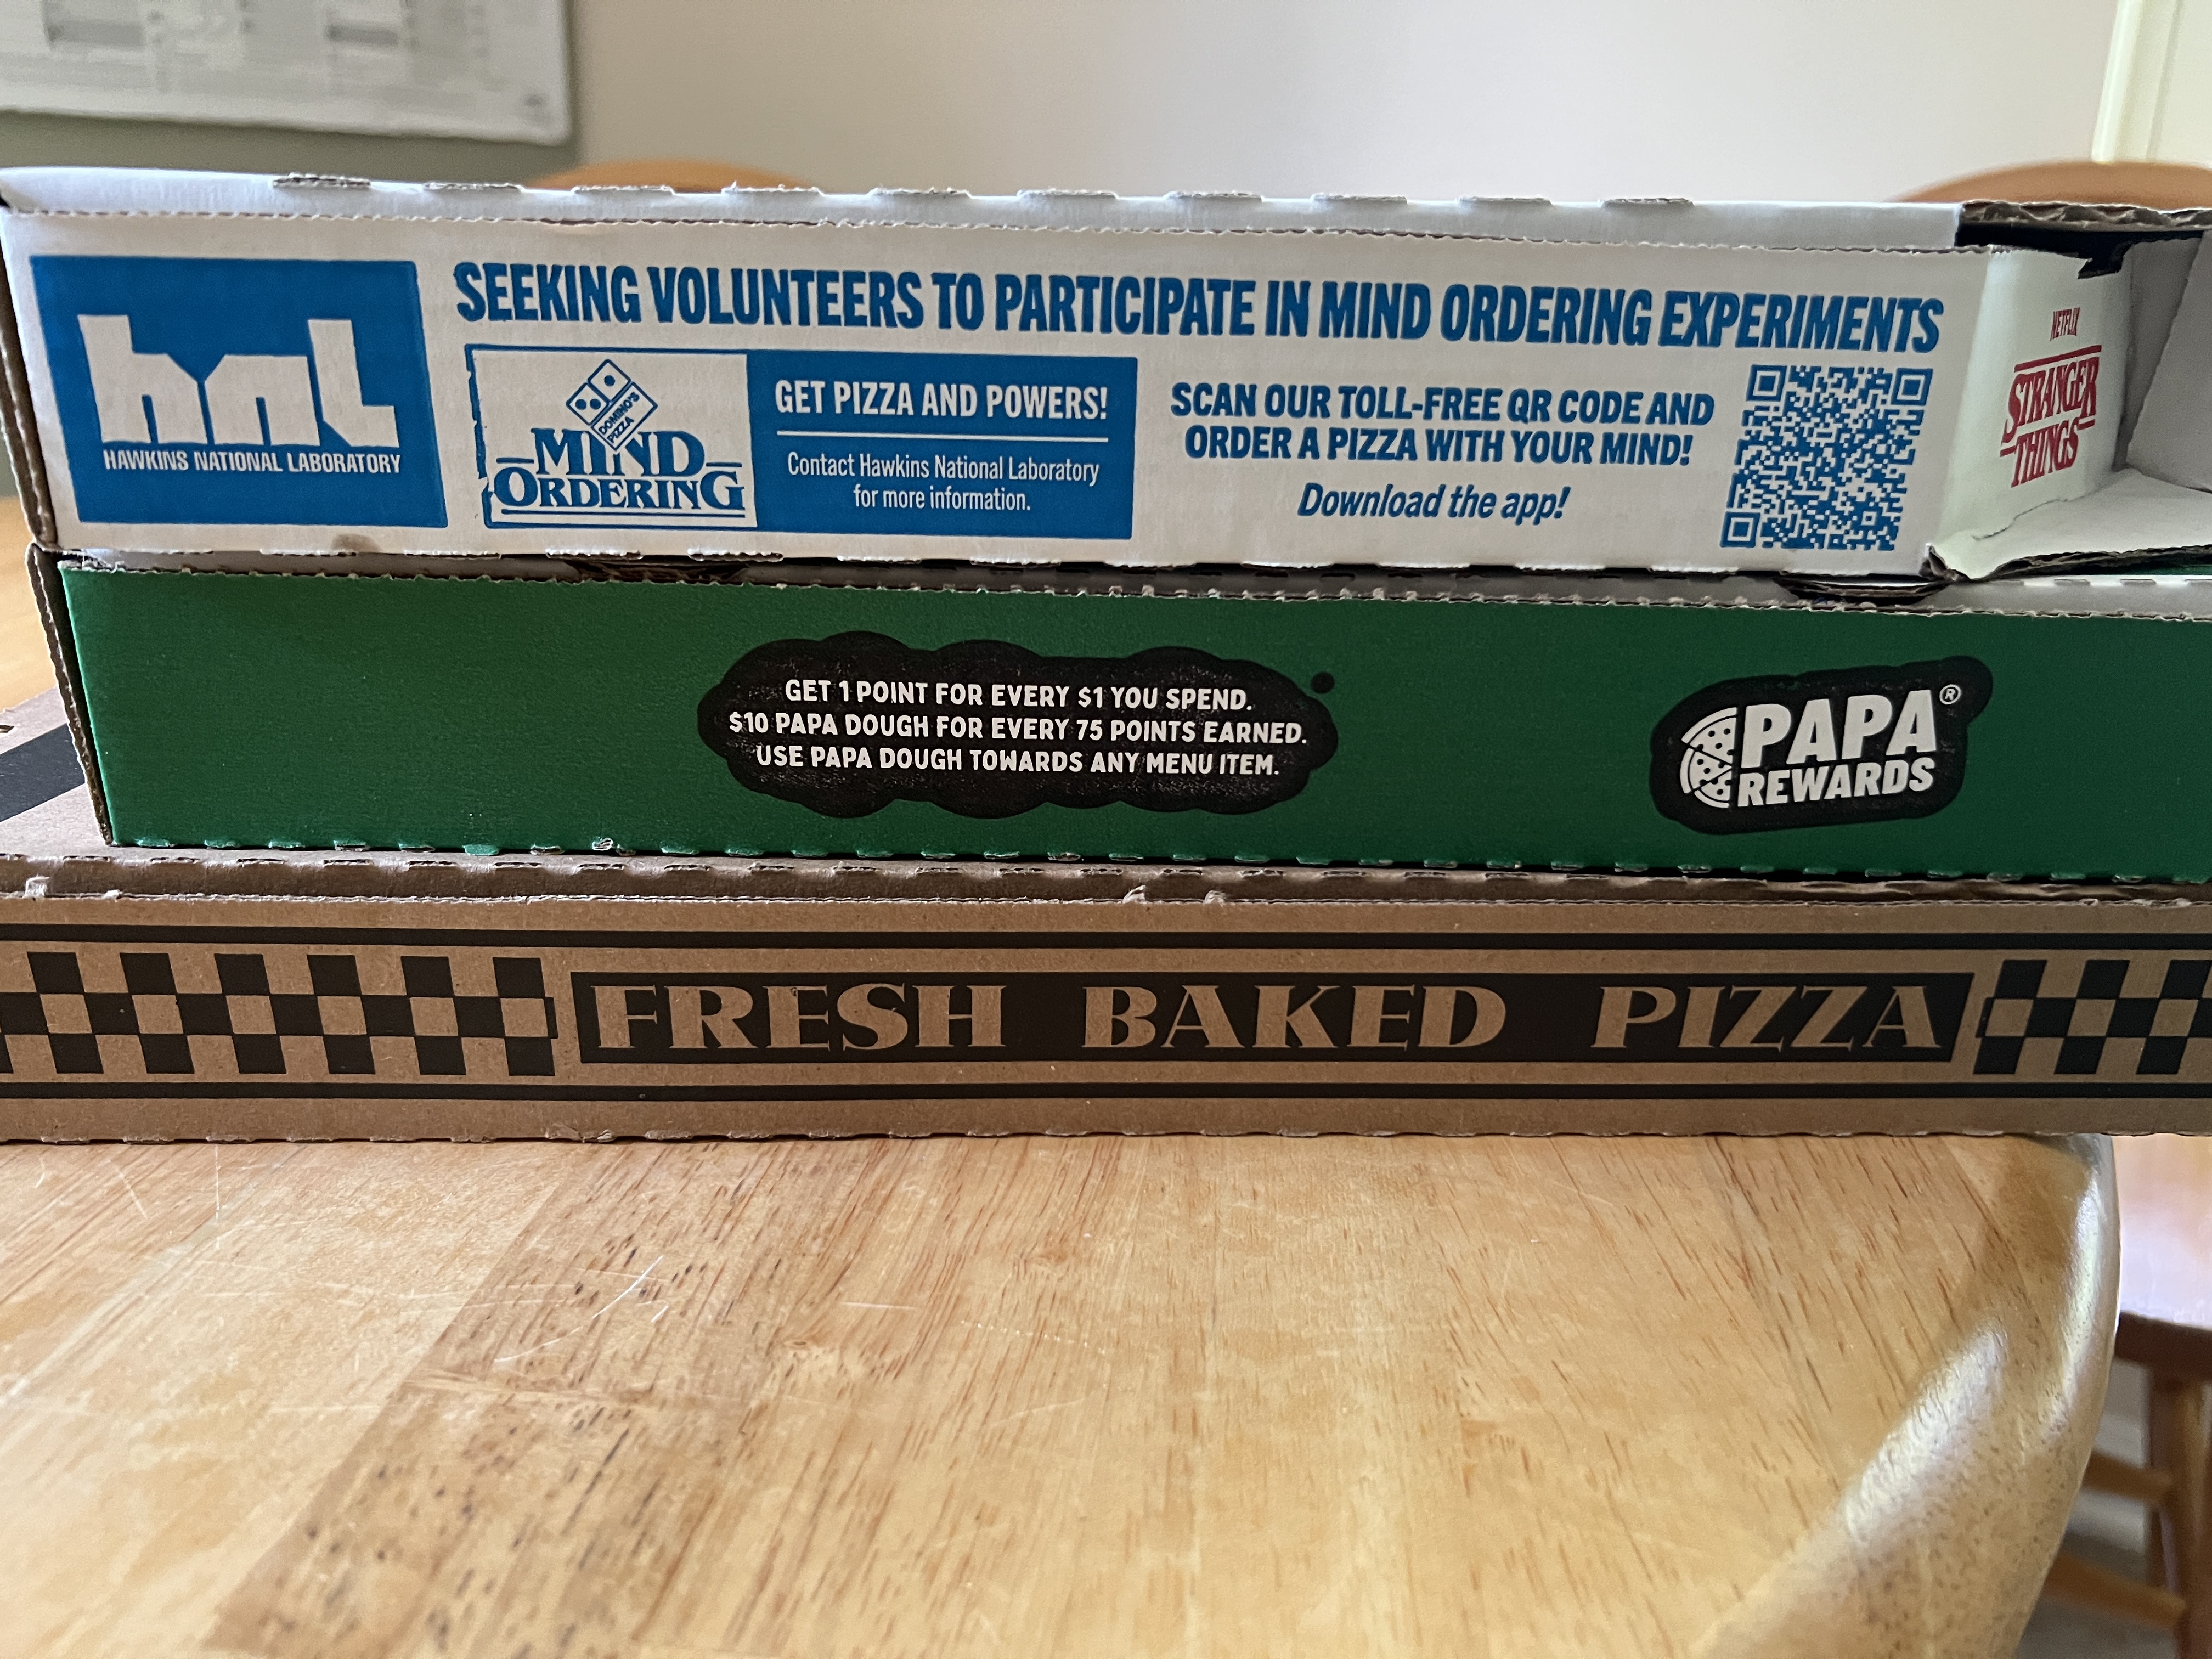 SEEKING VOLUNTEERS TO PARTICIPATE IN MIND ORDERING EXPERIMENTS
hnl
HAWKINS NATIONAL LABORATORY
DOMINO'S
PIZZA
MIND
ORDERING
GET PIZZA AND POWERS!
Contact Hawkins National Laboratory
for more information.
SCAN OUR TOLL-FREE QR CODE AND
ORDER A PIZZA WITH YOUR MIND!
Download the app!
NETFLIX
STRANGER
THINGS
GET 1 POINT FOR EVERY $1 YOU SPEND.
$10 PAPA DOUGH FOR EVERY 75 POINTS EARNED.
USE PAPA DOUGH TOWARDS ANY MENU ITEM.
PAPA®
REWARDS
FRESH BAKED PIZZA